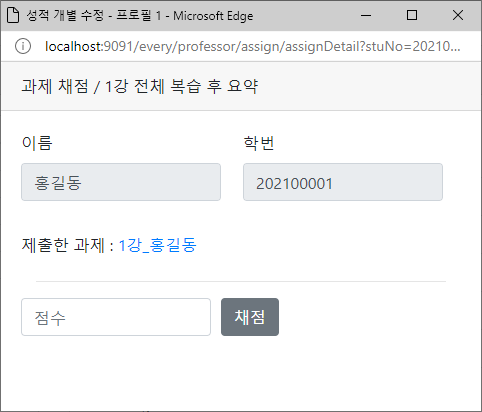 성적 개별 수정 - 프로필 1 - Microsoft Edge
localhost:9091/every/professor/assign/assignDetail?stuNo=20210...
과제 채점 / 1강 전체 복습 후 요약
이름 학번
홍길동 202100001
제출한 과제 : 1강_홍길동
점수 채점